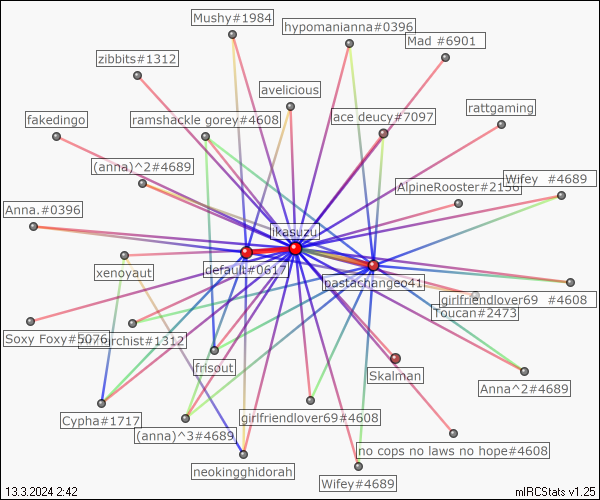 Mushy#1984
hypomanianna#0396
Mad #6901
zibbits#1312
avelicious
rattgaming
fakedingo
ramshackle gorey#4608
ace deucy#7097
(anna)^2#4689
AlpineRooster#2150
Wifey #4689
Anna.#0396
ikasuzu
xenoyaut
default#0617
pastachangeo41
girlfriendlover69 #4608
Toucan#2473
Soxy Foxy#5076
orchist#1312
frisout
Skalman
Anna^2#4689
Cypha#1717
(anna)^3#4689
girlfriendlover69#4608
no cops no laws no hope#4608
neokingghidorah
Wifey#4689
13.3.2024 2:42
mIRCStats v1.25